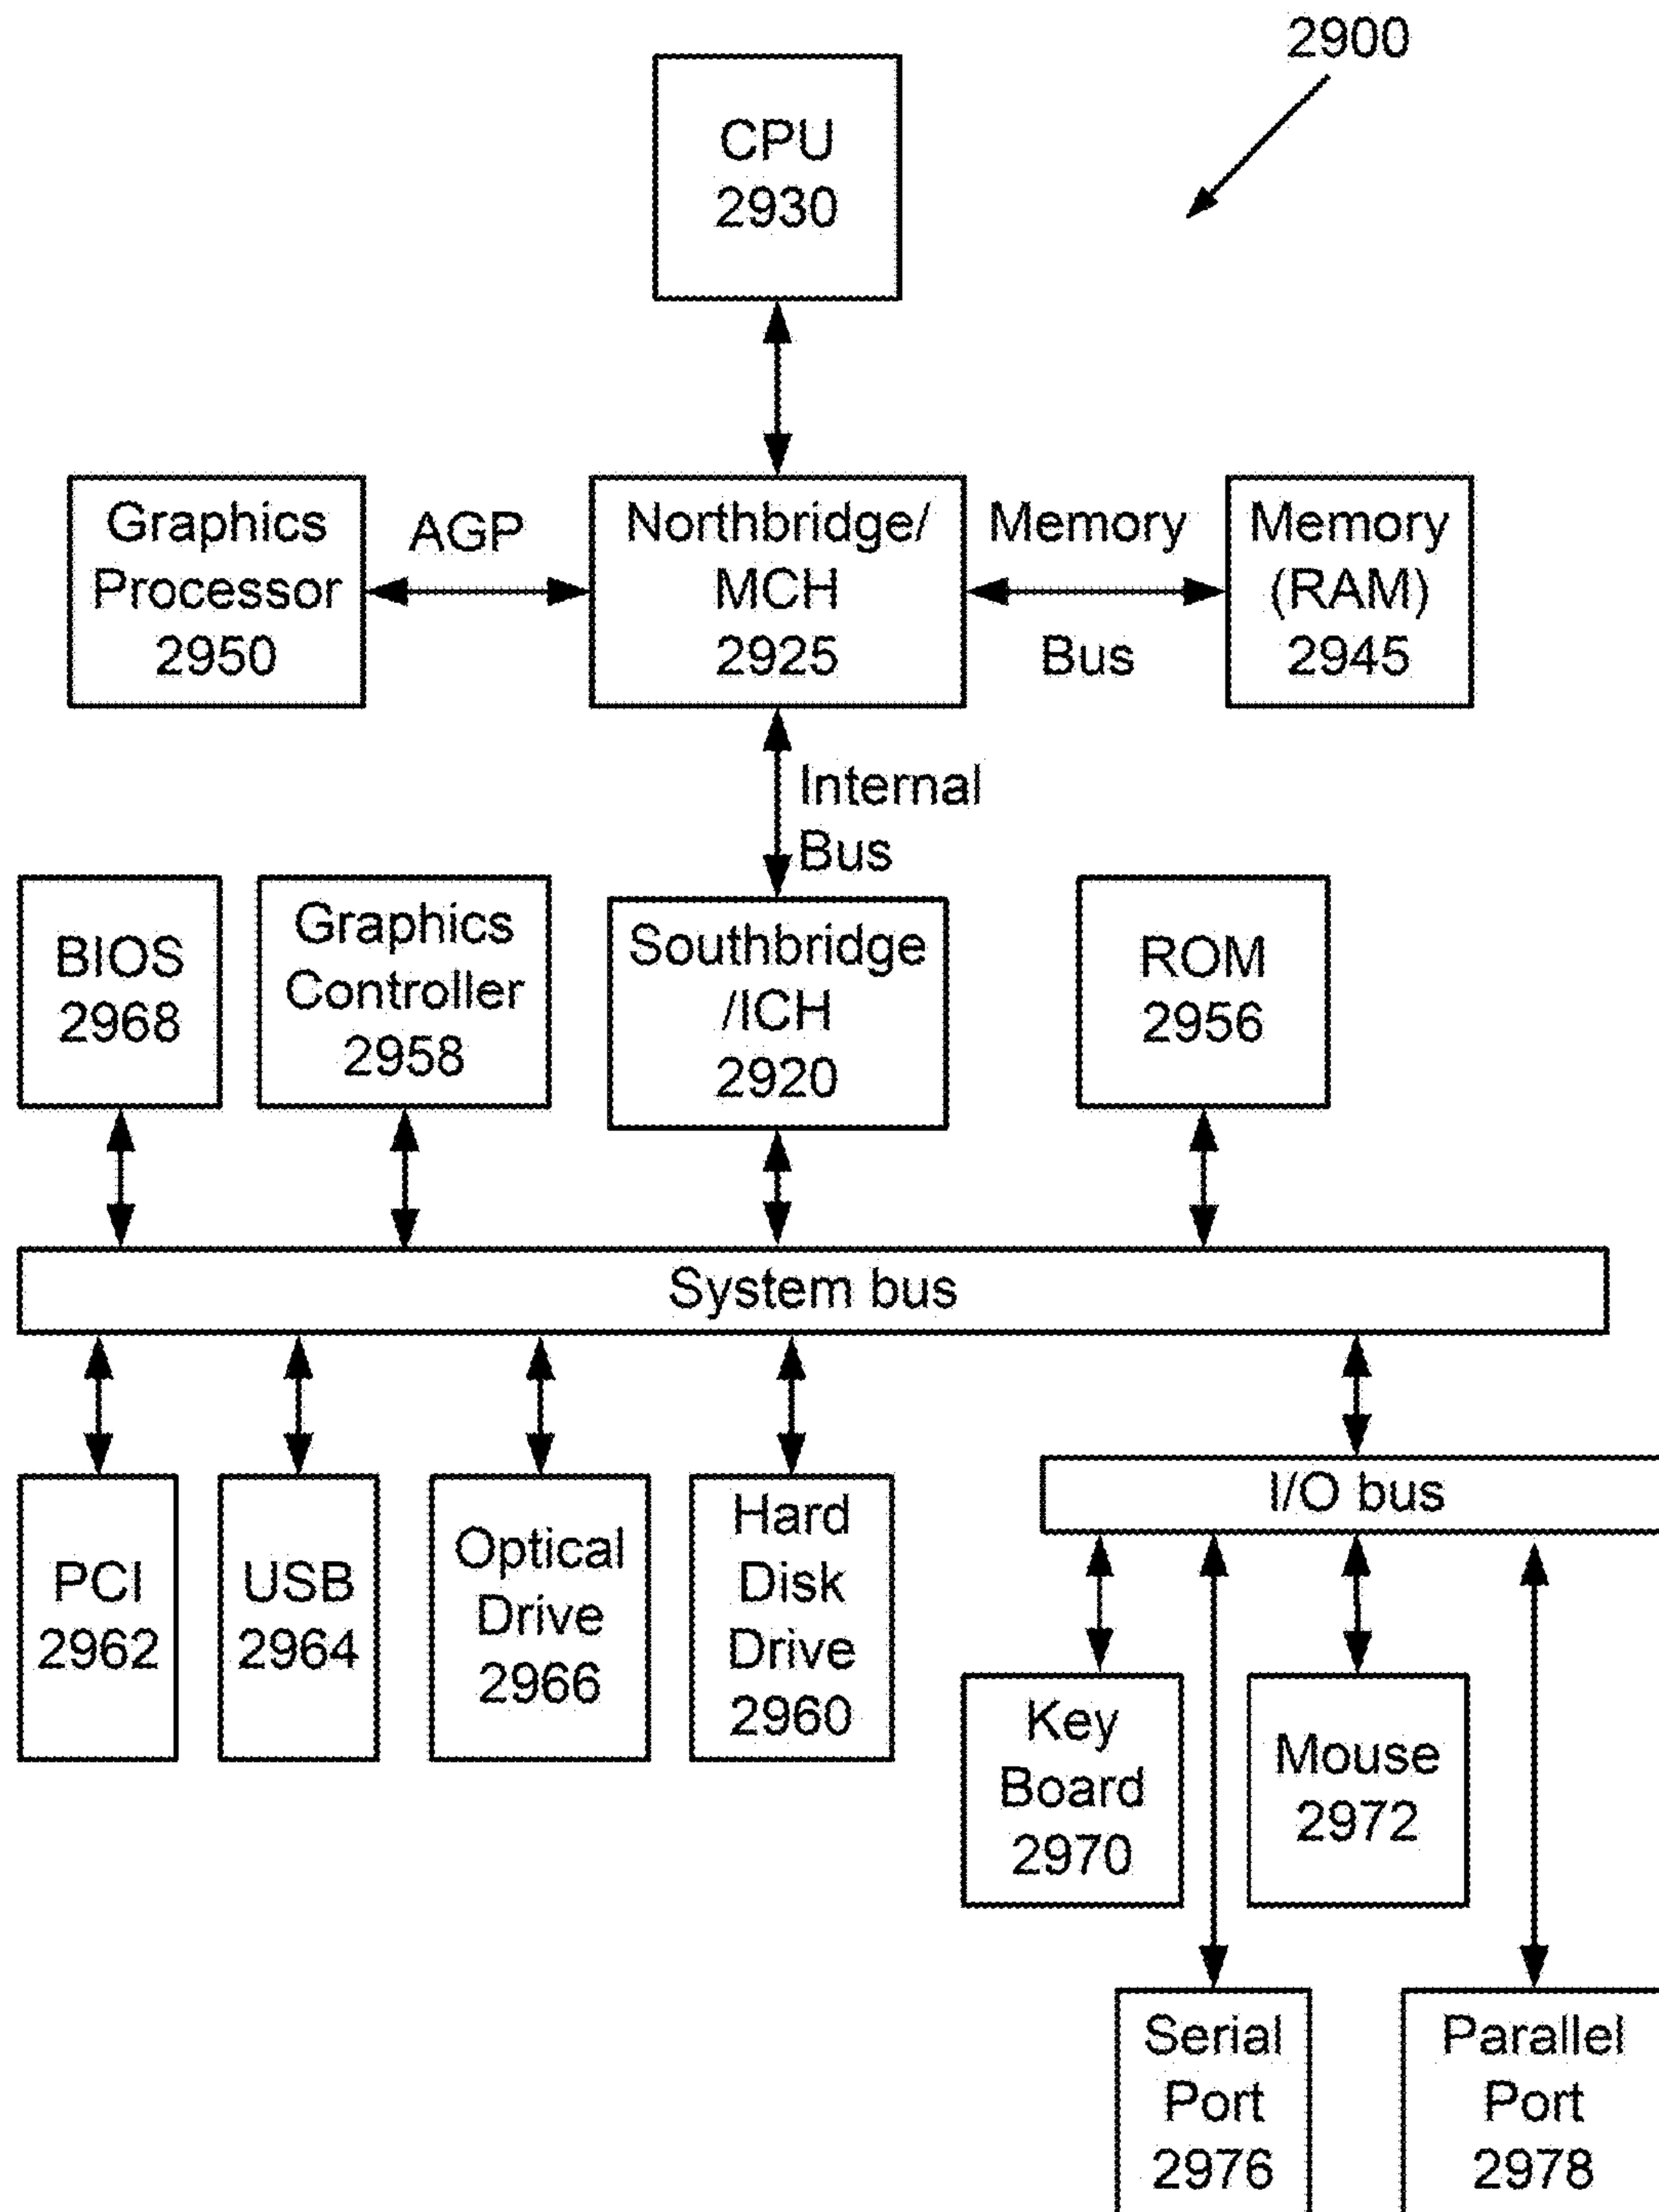 2900
CPU
2930
Graphics
Processor
2950
AGP
Northbridge/
MCH
2925
Memory
Bus
Memory
(RAM)
2945
Internal
Bus
BIOS
2968
Graphics
Controller
2958
Southbridge
/ICH
2920
ROM
2956
System bus
PCI
2962
USB
2964
Optical
Drive
2966
Hard
Disk
Drive
2960
I/O bus
Key
Board
2970
Mouse
2972
Serial
Port
2976
Parallel
Port
2978